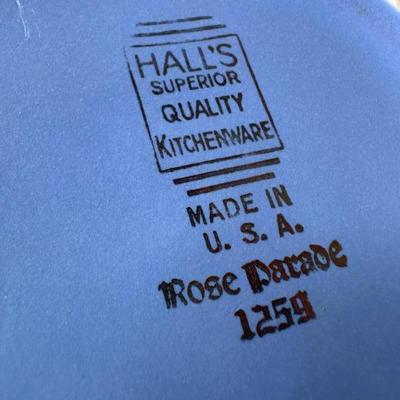 HALL'S
SUPERIOR
QUALITY
KITCHENWARE
MADE IN
U. S. A.
Rose Parade
1259